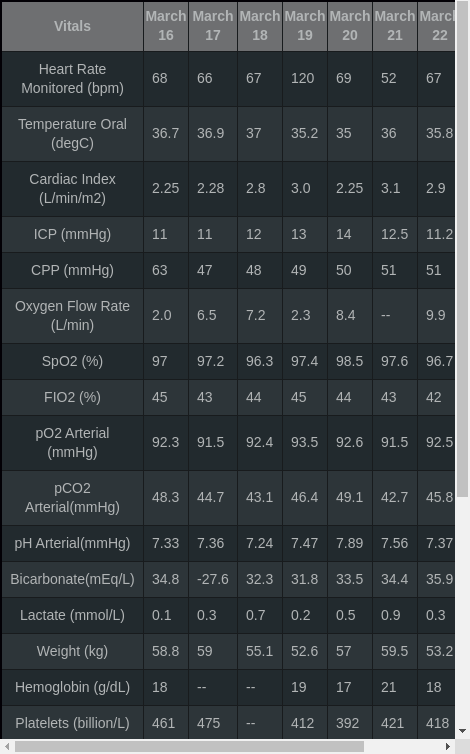 Vitals March 16 March 17 March 18 March 19 March 20 March 21 March 22
Heart Rate Monitored (bpm) 68 66 67 120 69 52 67
Temperature Oral (degC) 36.7 36.9 37 35.2 35 36 35.8
Cardiac Index (L/min/m2) 2.25 2.28 2.8 3.0 2.25 3.1 2.9
ICP (mmHg) 11 11 12 13 14 12.5 11.2
CPP (mmHg) 63 47 48 49 50 51 51
Oxygen Flow Rate (L/min) 2.0 6.5 7.2 2.3 8.4 -- 9.9
SpO2 (%) 97 97.2 96.3 97.4 98.5 97.6 96.7
FIO2 (%) 45 43 44 45 44 43 42
pO2 Arterial (mmHg) 92.3 91.5 92.4 93.5 92.6 91.5 92.5
pCO2 Arterial(mmHg) 48.3 44.7 43.1 46.4 49.1 42.7 45.8
pH Arterial(mmHg) 7.33 7.36 7.24 7.47 7.89 7.56 7.37
Bicarbonate(mEq/L) 34.8 -27.6 32.3 31.8 33.5 34.4 35.9
Lactate (mmol/L) 0.1 0.3 0.7 0.2 0.5 0.9 0.3
Weight (kg) 58.8 59 55.1 52.6 57 59.5 53.2
Hemoglobin (g/dL) 18 -- -- 19 17 21 18
Platelets (billion/L) 461 475 -- 412 392 421 418